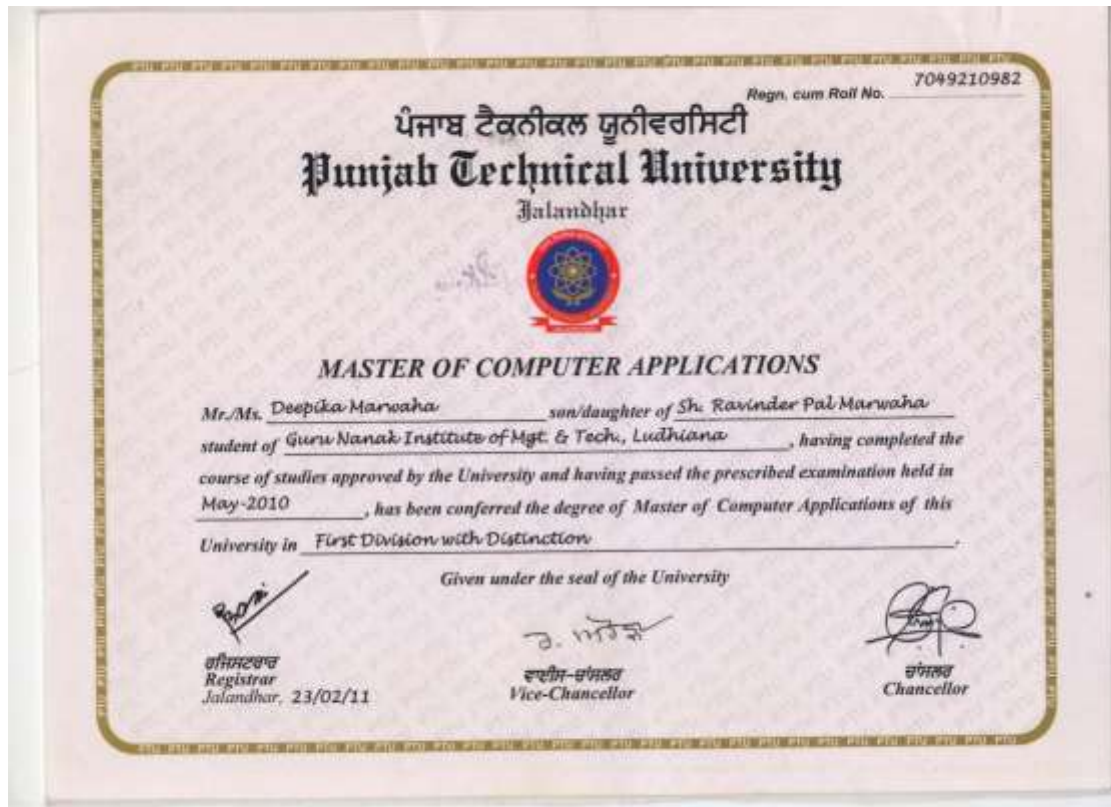 7049210982
Regn. cum Roll No.
ਪੰਜਾਬ ਟੈਕਨੀਕਲ ਯੂਨੀਵਰਸਿਟੀ
Punjab Technical University
Jalandhar
MASTER OF COMPUTER APPLICATIONS
Mr./Ms. Deepika Marwaha son/daughter of Sh. Ravinder Pal Marwaha
student of Guru Nanak Institute of Mgt. & Tech., Ludhiana , having completed the
course of studies approved by the University and having passed the prescribed examination held in
May-2010 , has been conferred the degree of Master of Computer Applications of this
University in First Division with Distinction .
Given under the seal of the University
ਰਜਿਸਟਰਾਰ
Registrar
Jalandhar, 23/02/11
ਵਾਈਸ-ਚਾਂਸਲਰ
Vice-Chancellor
ਚਾਂਸਲਰ
Chancellor